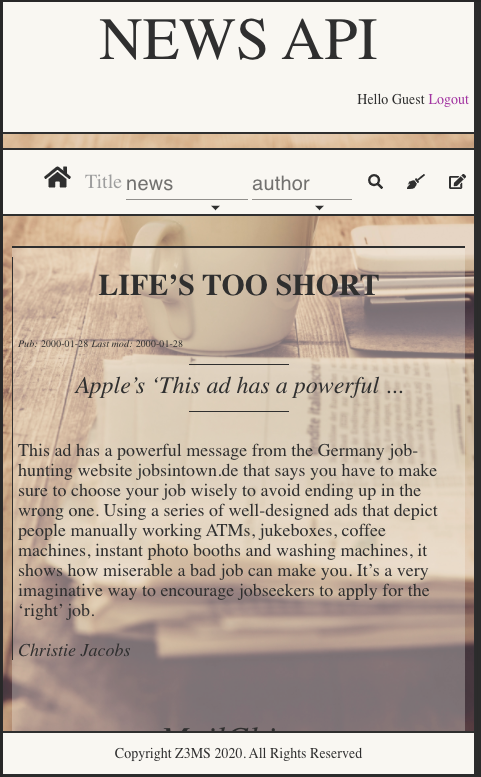 NEWS API
Hello Guest Logout
Title news author
LIFE’S TOO SHORT
Pub: 2000-01-28 Last mod: 2000-01-28
Apple’s ‘This ad has a powerful ...
This ad has a powerful message from the Germany job-
hunting website jobsintown.de that says you have to make
sure to choose your job wisely to avoid ending up in the
wrong one. Using a series of well-designed ads that depict
people manually working ATMs, jukeboxes, coffee
machines, instant photo booths and washing machines, it
shows how miserable a bad job can make you. It’s a very
imaginative way to encourage jobseekers to apply for the
‘right’ job.
Christie Jacobs
Copyright Z3MS 2020. All Rights Reserved